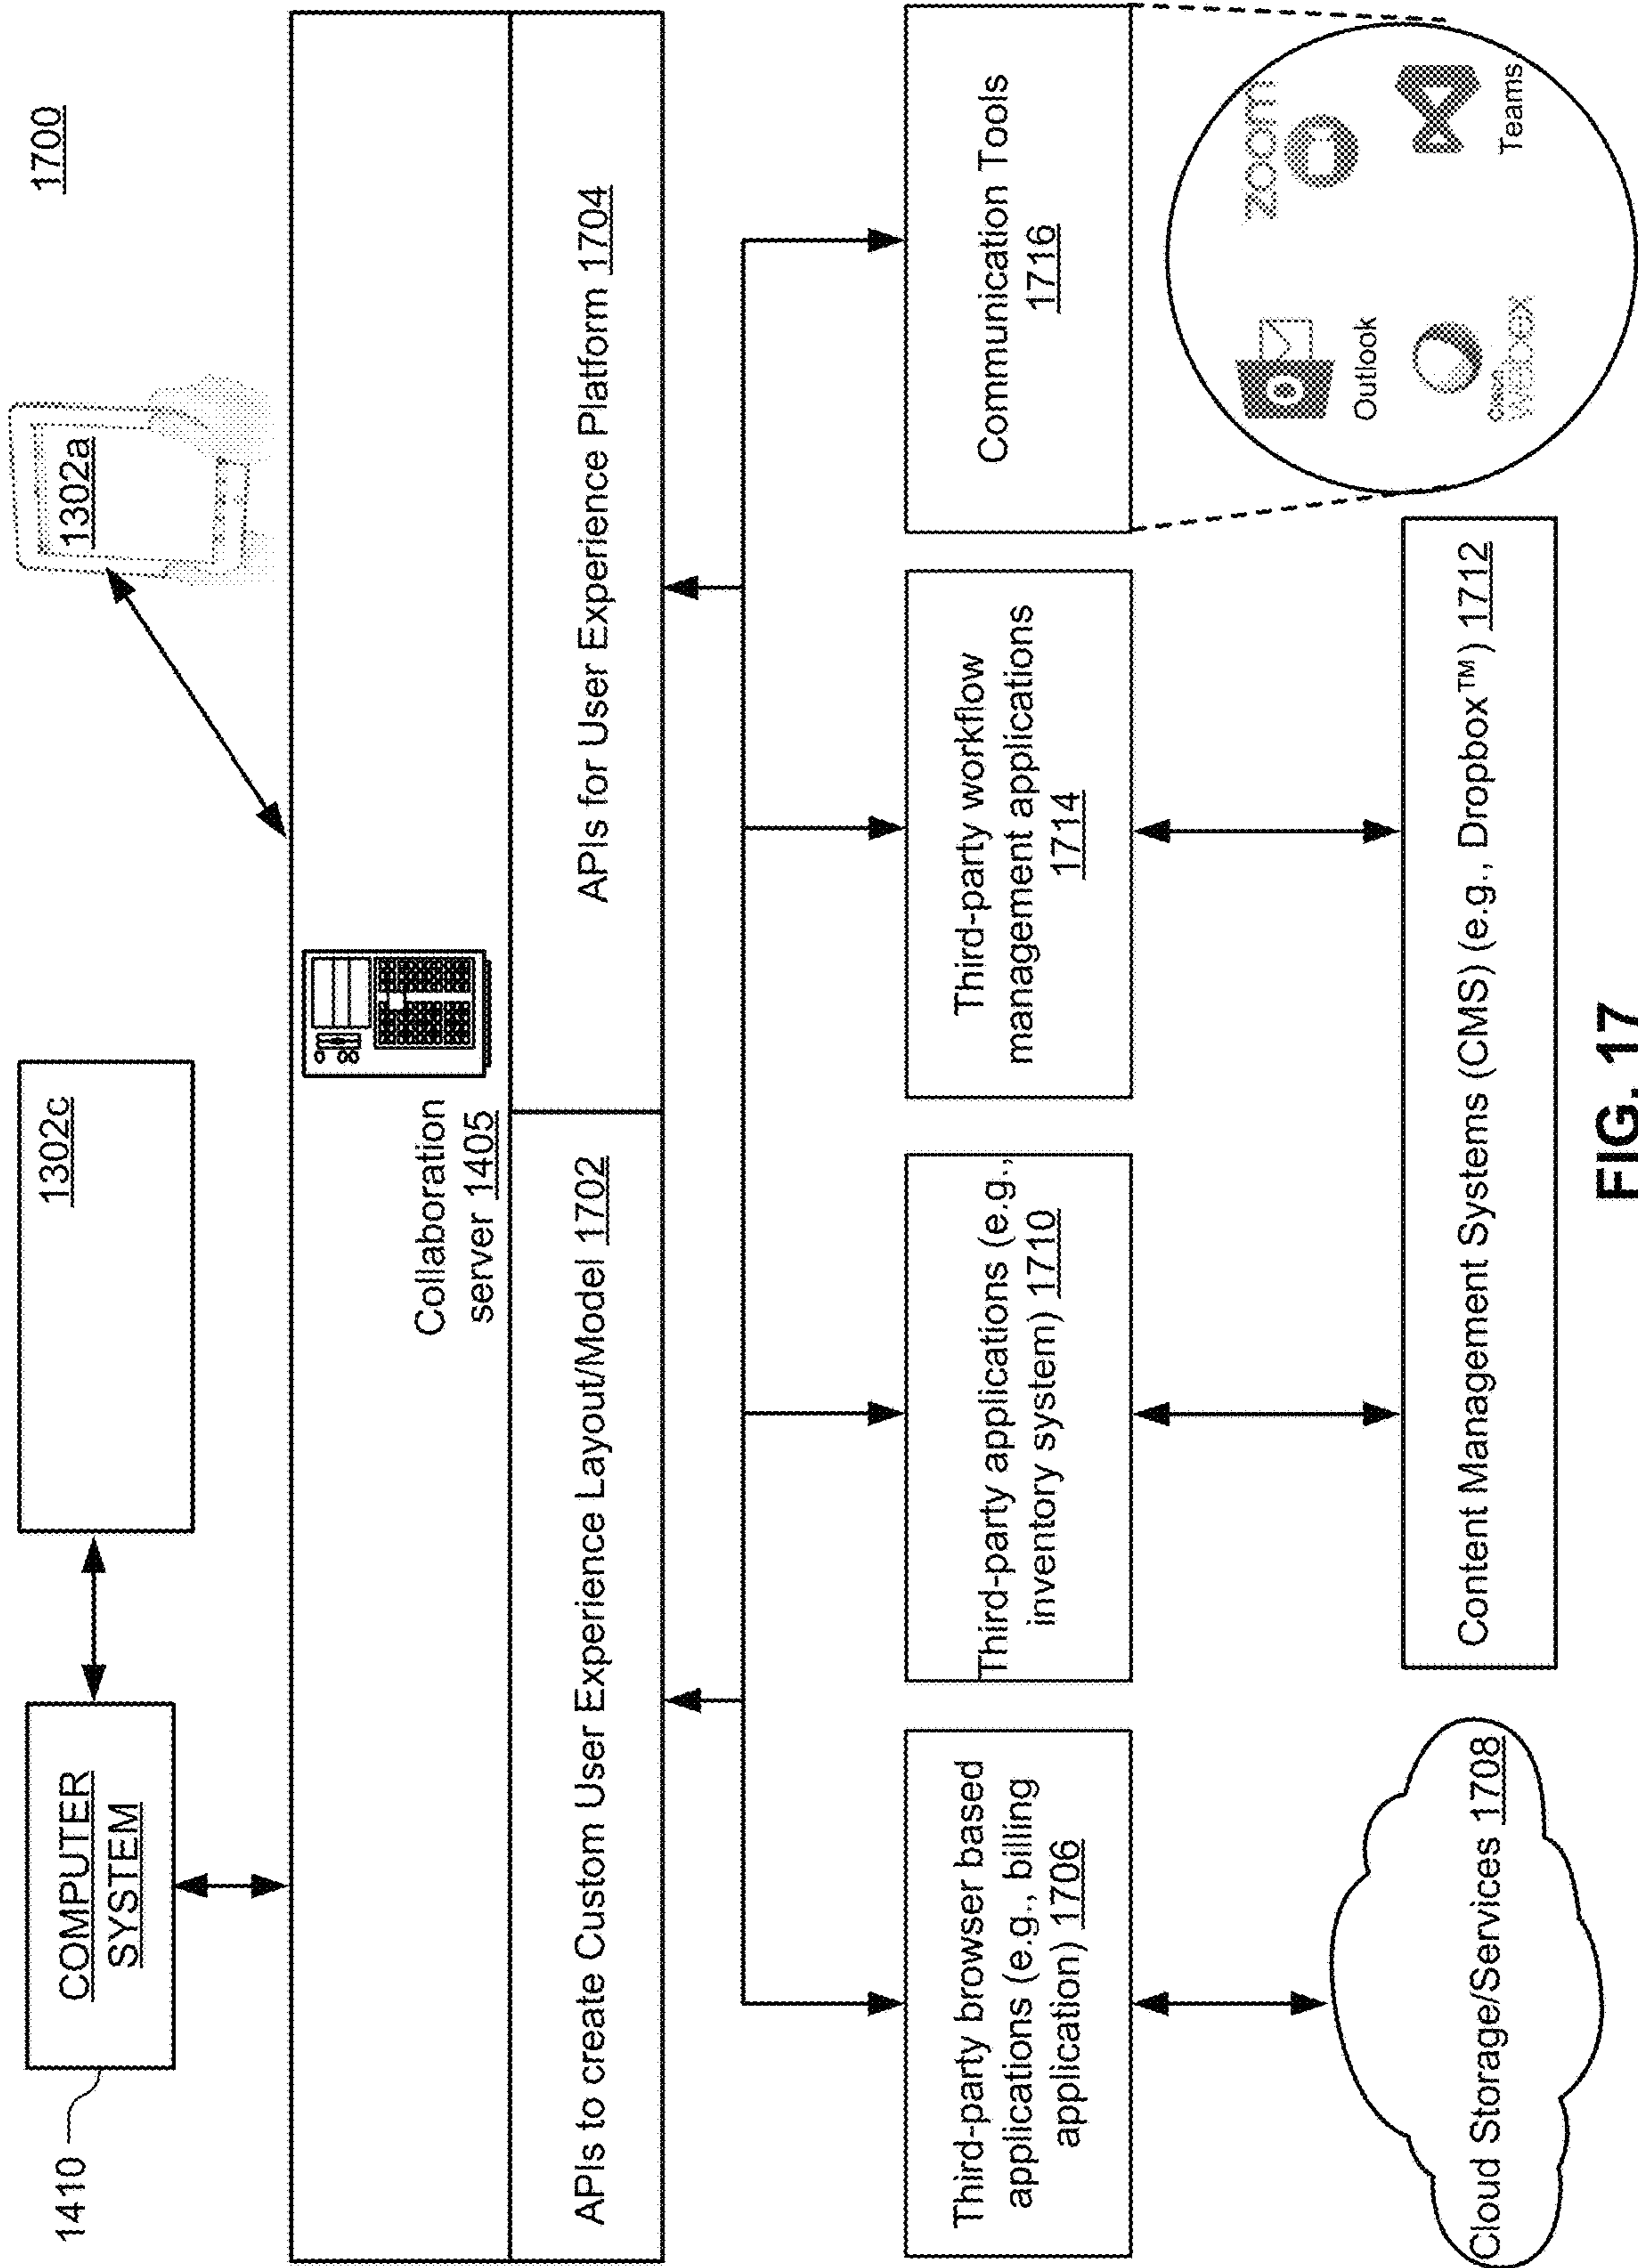 1700
1410
COMPUTER
SYSTEM
1302c
1302a
Collaboration
server 1405
APIs to create Custom User Experience Layout/Model 1702
APIs for User Experience Platform 1704
Third-party browser based
applications (e.g., billing
application) 1706
Third-party applications (e.g.,
inventory system) 1710
Third-party workflow
management applications
1714
Communication Tools
1716
Cloud Storage/Services 1708
Content Management Systems (CMS) (e.g., Dropbox™) 1712
Outlook
zoom
cisco
Webex
Teams
FIG. 17